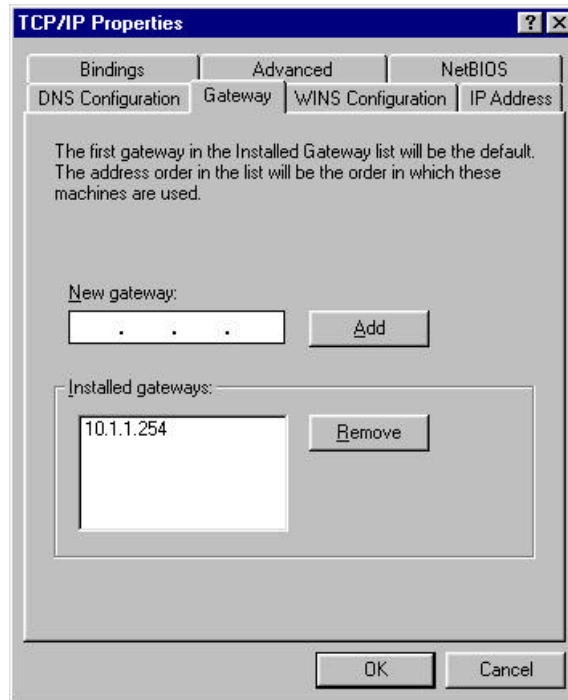 TCP/IP Properties
Bindings Advanced NetBIOS
DNS Configuration Gateway WINS Configuration IP Address
The first gateway in the Installed Gateway list will be the default.
The address order in the list will be the order in which these
machines are used.
New gateway:
. . .
Add
Installed gateways:
10.1.1.254
Remove
OK Cancel